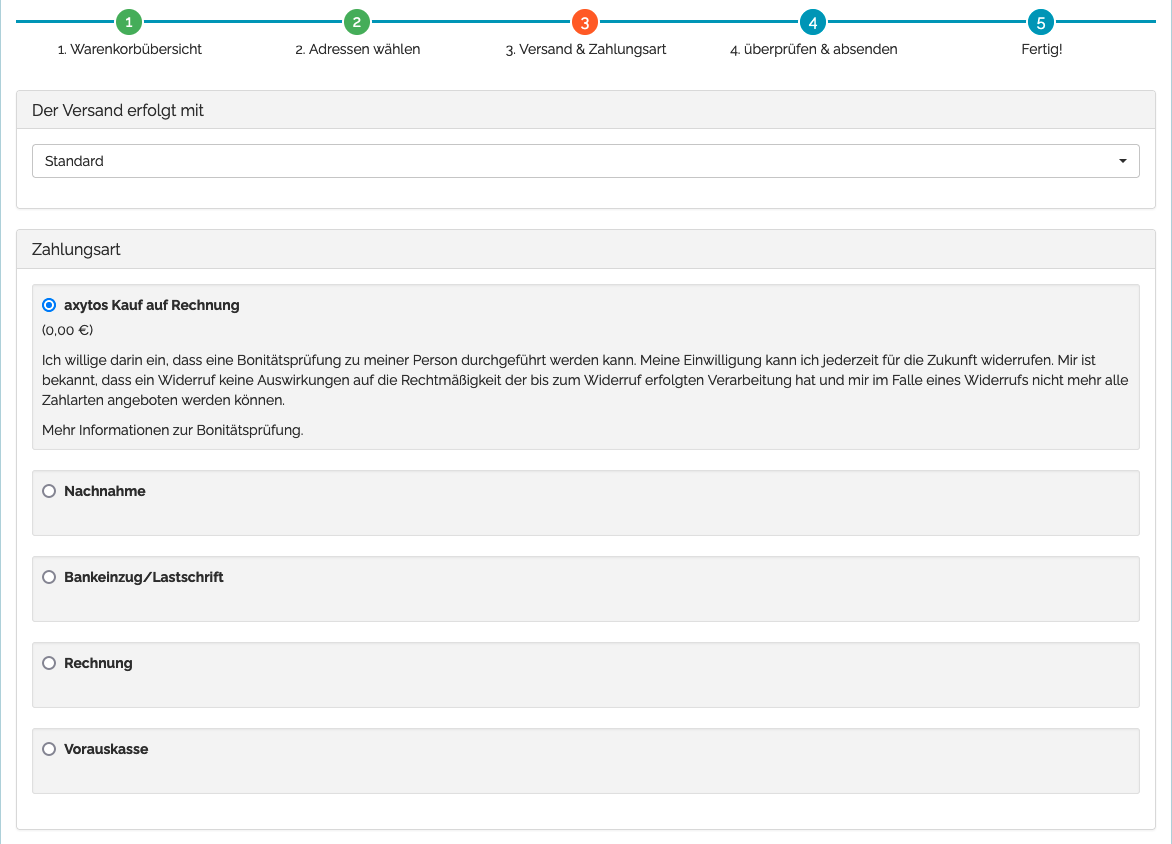 1
2
3
4
5
1. Warenkorbübersicht
2. Adressen wählen
3. Versand & Zahlungsart
4. überprüfen & absenden
Fertig!
Der Versand erfolgt mit
Standard
Zahlungsart
axytos Kauf auf Rechnung
(0,00 €)
Ich willige darin ein, dass eine Bonitätsprüfung zu meiner Person durchgeführt werden kann. Meine Einwilligung kann ich jederzeit für die Zukunft widerrufen. Mir ist
bekannt, dass ein Widerruf keine Auswirkungen auf die Rechtmäßigkeit der bis zum Widerruf erfolgten Verarbeitung hat und mir im Falle eines Widerrufs nicht mehr alle
Zahlarten angeboten werden können.
Mehr Informationen zur Bonitätsprüfung.
Nachnahme
Bankeinzug/Lastschrift
Rechnung
Vorauskasse